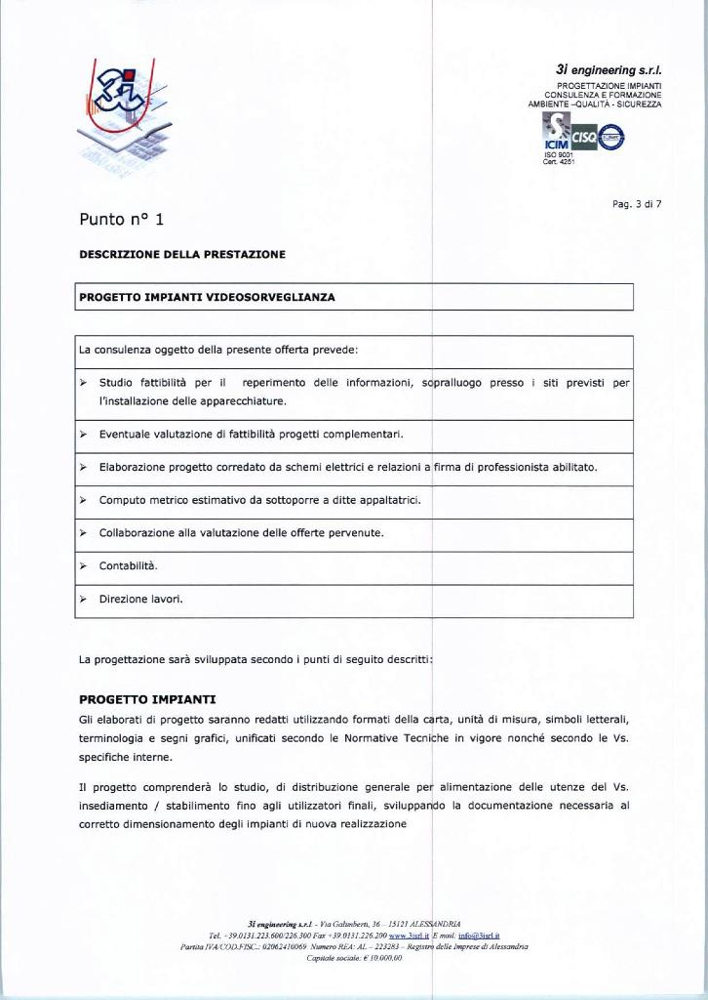 3i
3i engineering s.r.l.
PROGETTAZIONE IMPIANTI
CONSULENZA E FORMAZIONE
AMBIENTE –QUALITÀ - SICUREZZA
ICIM CISQ
ISO 9001
Cert. 4251
Pag. 3 di 7
Punto n° 1
DESCRIZIONE DELLA PRESTAZIONE
PROGETTO IMPIANTI VIDEOSORVEGLIANZA
La consulenza oggetto della presente offerta prevede:
➢ Studio fattibilità per il reperimento delle informazioni, sopralluogo presso i siti previsti per
l'installazione delle apparecchiature.
➢ Eventuale valutazione di fattibilità progetti complementari.
➢ Elaborazione progetto corredato da schemi elettrici e relazioni a firma di professionista abilitato.
➢ Computo metrico estimativo da sottoporre a ditte appaltatrici.
➢ Collaborazione alla valutazione delle offerte pervenute.
➢ Contabilità.
➢ Direzione lavori.
La progettazione sarà sviluppata secondo i punti di seguito descritti:
PROGETTO IMPIANTI
Gli elaborati di progetto saranno redatti utilizzando formati della carta, unità di misura, simboli letterali,
terminologia e segni grafici, unificati secondo le Normative Tecniche in vigore nonché secondo le Vs.
specifiche interne.
Il progetto comprenderà lo studio, di distribuzione generale per alimentazione delle utenze del Vs.
insediamento / stabilimento fino agli utilizzatori finali, sviluppando la documentazione necessaria al
corretto dimensionamento degli impianti di nuova realizzazione
3i engineering s.r.l. - Via Galimberti, 36 – 15121 ALESSANDRIA
Tel. +39.0131.223.600/226.300 Fax +39.0131.226.200 www.3isrl.it E mail: info@3isrl.it
Partita IVA/COD.FISC.: 02062410069 Numero REA: AL – 223283 – Registro delle Imprese di Alessandria
Capitale sociale: € 10.000,00